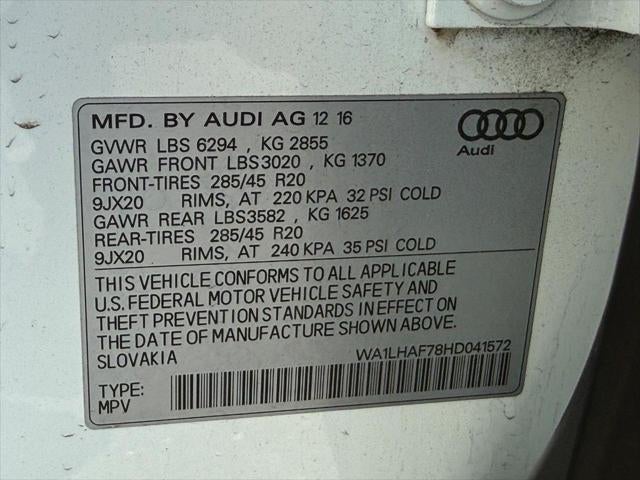 MFD. BY AUDI AG 12 16
Audi
GVWR LBS 6294 , KG 2855
GAWR FRONT LBS3020 , KG 1370
FRONT-TIRES 285/45 R20
9JX20 RIMS, AT 220 KPA 32 PSI COLD
GAWR REAR LBS3582 , KG 1625
REAR-TIRES 285/45 R20
9JX20 RIMS, AT 240 KPA 35 PSI COLD
THIS VEHICLE CONFORMS TO ALL APPLICABLE
U.S. FEDERAL MOTOR VEHICLE SAFETY AND
THEFT PREVENTION STANDARDS IN EFFECT ON
THE DATE OF MANUFACTURE SHOWN ABOVE.
SLOVAKIA WA1LHAF78HD041572
TYPE:
MPV